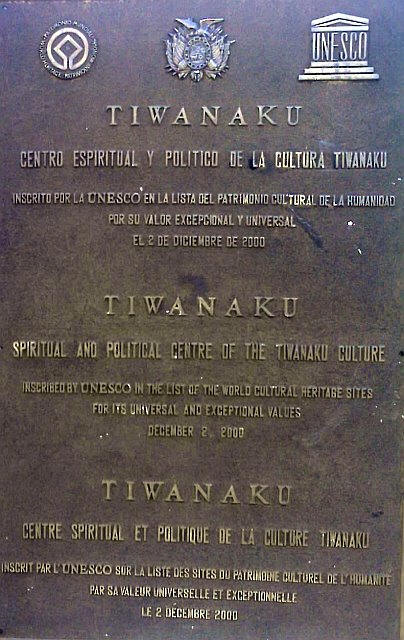 UNESCO
TIWANAKU
CENTRO ESPIRITUAL Y POLITICO DE LA CULTURA TIWANAKU
INSCRITO POR LA UNESCO EN LA LISTA DEL PATRIMONIO CULTURAL DE LA HUMANIDAD
POR SU VALOR EXCEPCIONAL Y UNIVERSAL
EL 2 DE DICIEMBRE DE 2000
TIWANAKU
SPIRITUAL AND POLITICAL CENTRE OF THE TIWANAKU CULTURE
INSCRIBED BY UNESCO IN THE LIST OF THE WORLD CULTURAL HERITAGE SITES
FOR ITS UNIVERSAL AND EXCEPTIONAL VALUES
DECEMBER 2, 2000
TIWANAKU
CENTRE SPIRITUAL ET POLITIQUE DE LA CULTURE TIWANAKU
INSCRIT PAR L'UNESCO SUR LA LISTE DES SITES DU PATRIMOINE CULTUREL DE L'HUMANITE
PAR SA VALEUR UNIVERSELLE ET EXCEPTIONNELLE
LE 2 DÉCEMBRE 2000